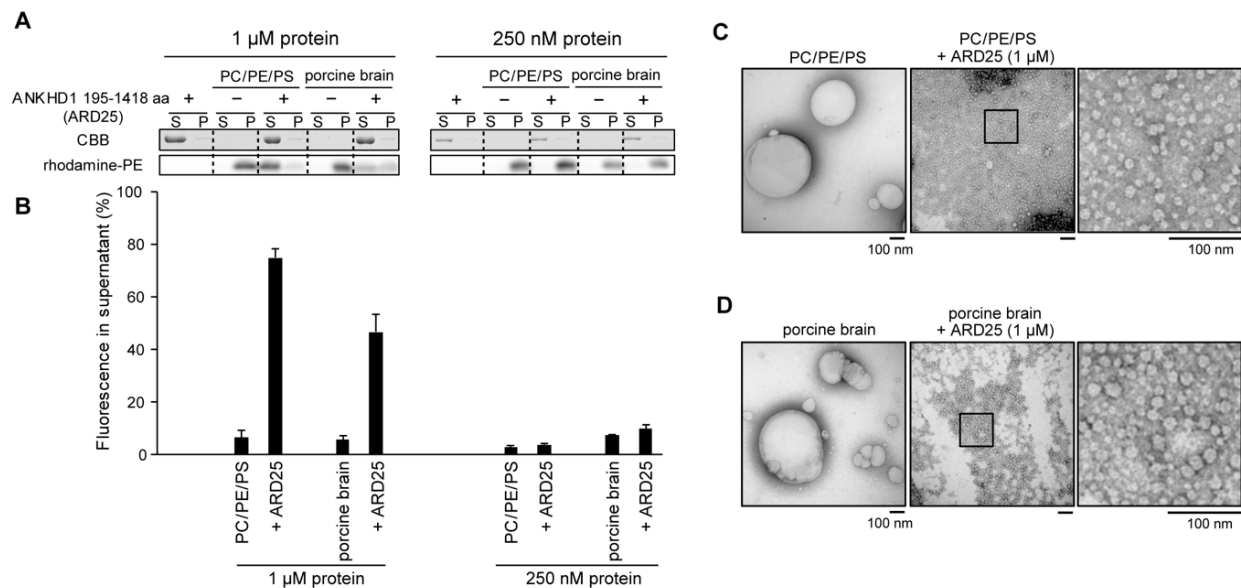 A
1 µM protein
250 nM protein
PC/PE/PS
porcine brain
PC/PE/PS
porcine brain
ANKHD1 195-1418 aa
(ARD25)
+ − + − +
+ − + − +
S P S P S P S P S P
S P S P S P S P S P
CBB
rhodamine-PE
B
Fluorescence in supernatant (%)
100
80
60
40
20
0
PC/PE/PS
+ ARD25
porcine brain
+ ARD25
PC/PE/PS
+ ARD25
porcine brain
+ ARD25
1 µM protein
250 nM protein
C
PC/PE/PS
PC/PE/PS
+ ARD25 (1 µM)
100 nm
100 nm
D
porcine brain
porcine brain
+ ARD25 (1 µM)
100 nm
100 nm